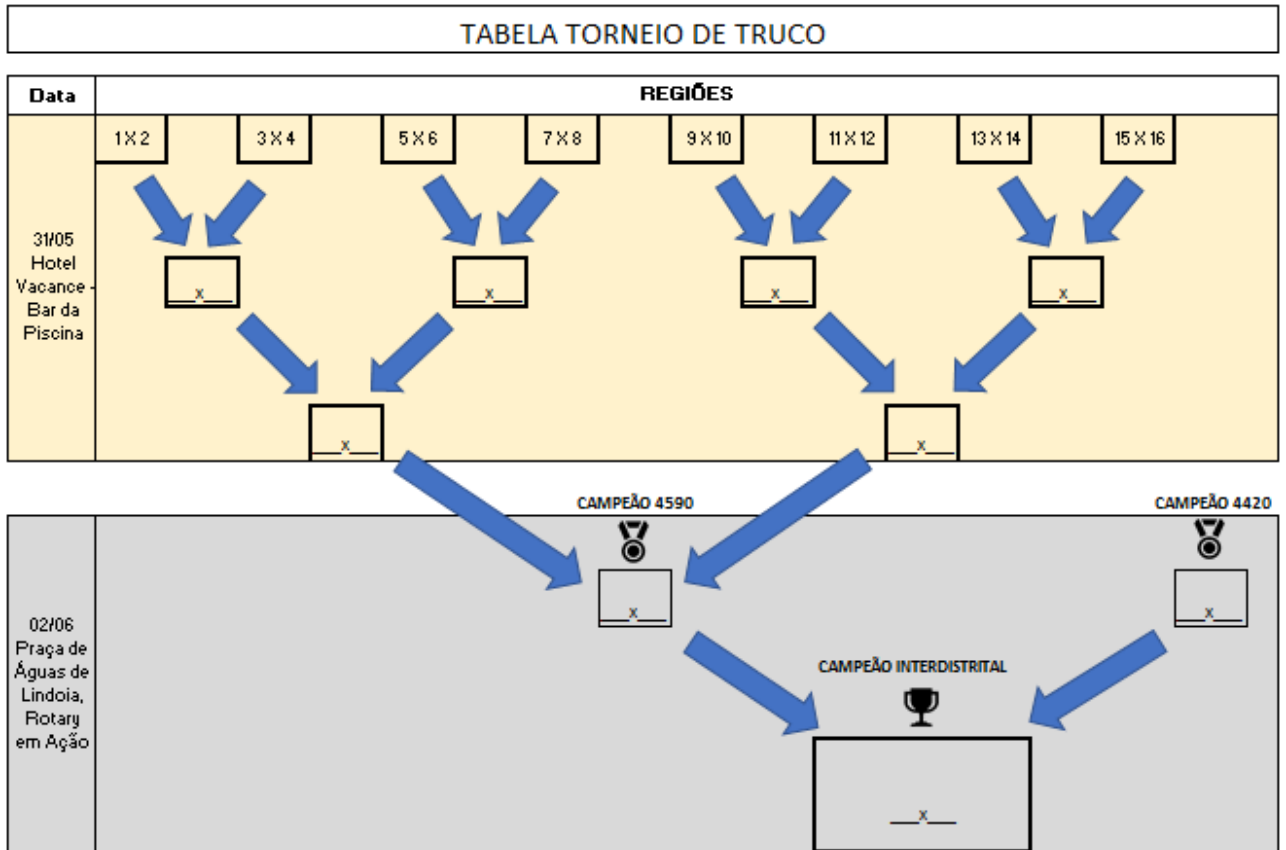 TABELA TORNEIO DE TRUCO
Data
REGIÕES
1 X 2
3 X 4
5 X 6
7 X 8
9 X 10
11 X 12
13 X 14
15 X 16
31/05
Hotel
Vacance -
Bar da
Piscina
___x___
___x___
___x___
___x___
___x___
___x___
CAMPEÃO 4590
CAMPEÃO 4420
02/06
Praça de
Águas de
Lindoia,
Rotary
em Ação
___x___
___x___
CAMPEÃO INTERDISTRITAL
___x___